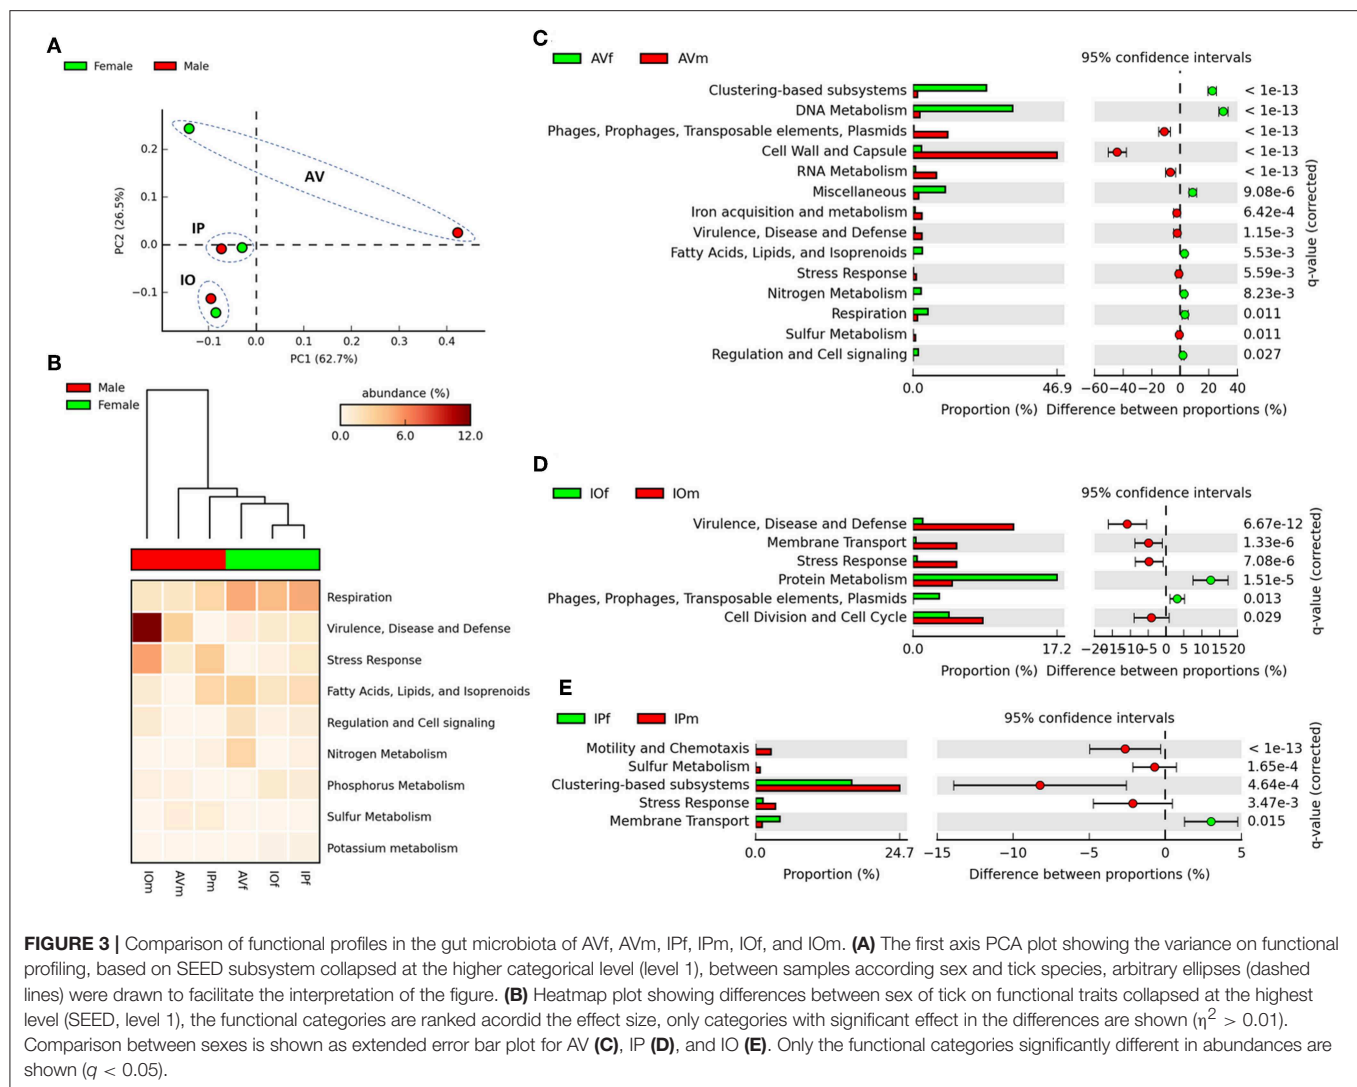 A
Female
Male
0.2
0.1
0.0
−0.1
PC2 (26.5%)
AV
IP
IO
−0.1 0.0 0.1 0.2 0.3 0.4
PC1 (62.7%)
B
Male
Female
abundance (%)
0.0 6.0 12.0
Respiration
Virulence, Disease and Defense
Stress Response
Fatty Acids, Lipids, and Isoprenoids
Regulation and Cell signaling
Nitrogen Metabolism
Phosphorus Metabolism
Sulfur Metabolism
Potassium metabolism
IOm AVm IPm AVf IOf IPf
C
AVf AVm
95% confidence intervals
Clustering-based subsystems < 1e-13
DNA Metabolism < 1e-13
Phages, Prophages, Transposable elements, Plasmids < 1e-13
Cell Wall and Capsule < 1e-13
RNA Metabolism < 1e-13
Miscellaneous 9.08e-6
Iron acquisition and metabolism 6.42e-4
Virulence, Disease and Defense 1.15e-3
Fatty Acids, Lipids, and Isoprenoids 5.53e-3
Stress Response 5.59e-3
Nitrogen Metabolism 8.23e-3
Respiration 0.011
Sulfur Metabolism 0.011
Regulation and Cell signaling 0.027
q-value (corrected)
0.0 46.9 −60 −40 −20 0 20 40
Proportion (%) Difference between proportions (%)
D
IOf IOm
95% confidence intervals
Virulence, Disease and Defense 6.67e-12
Membrane Transport 1.33e-6
Stress Response 7.08e-6
Protein Metabolism 1.51e-5
Phages, Prophages, Transposable elements, Plasmids 0.013
Cell Division and Cell Cycle 0.029
q-value (corrected)
0.0 17.2 −20−15−10−5 0 5 10 15 20
Proportion (%) Difference between proportions (%)
E
IPf IPm
95% confidence intervals
Motility and Chemotaxis < 1e-13
Sulfur Metabolism 1.65e-4
Clustering-based subsystems 4.64e-4
Stress Response 3.47e-3
Membrane Transport 0.015
q-value (corrected)
0.0 24.7 −15 −10 −5 0 5
Proportion (%) Difference between proportions (%)
FIGURE 3 | Comparison of functional profiles in the gut microbiota of AVf, AVm, IPf, IPm, IOf, and IOm. (A) The first axis PCA plot showing the variance on functional
profiling, based on SEED subsystem collapsed at the higher categorical level (level 1), between samples according sex and tick species, arbitrary ellipses (dashed
lines) were drawn to facilitate the interpretation of the figure. (B) Heatmap plot showing differences between sex of tick on functional traits collapsed at the highest
level (SEED, level 1), the functional categories are ranked acordid the effect size, only categories with significant effect in the differences are shown (η² > 0.01).
Comparison between sexes is shown as extended error bar plot for AV (C), IP (D), and IO (E). Only the functional categories significantly different in abundances are
shown (q < 0.05).